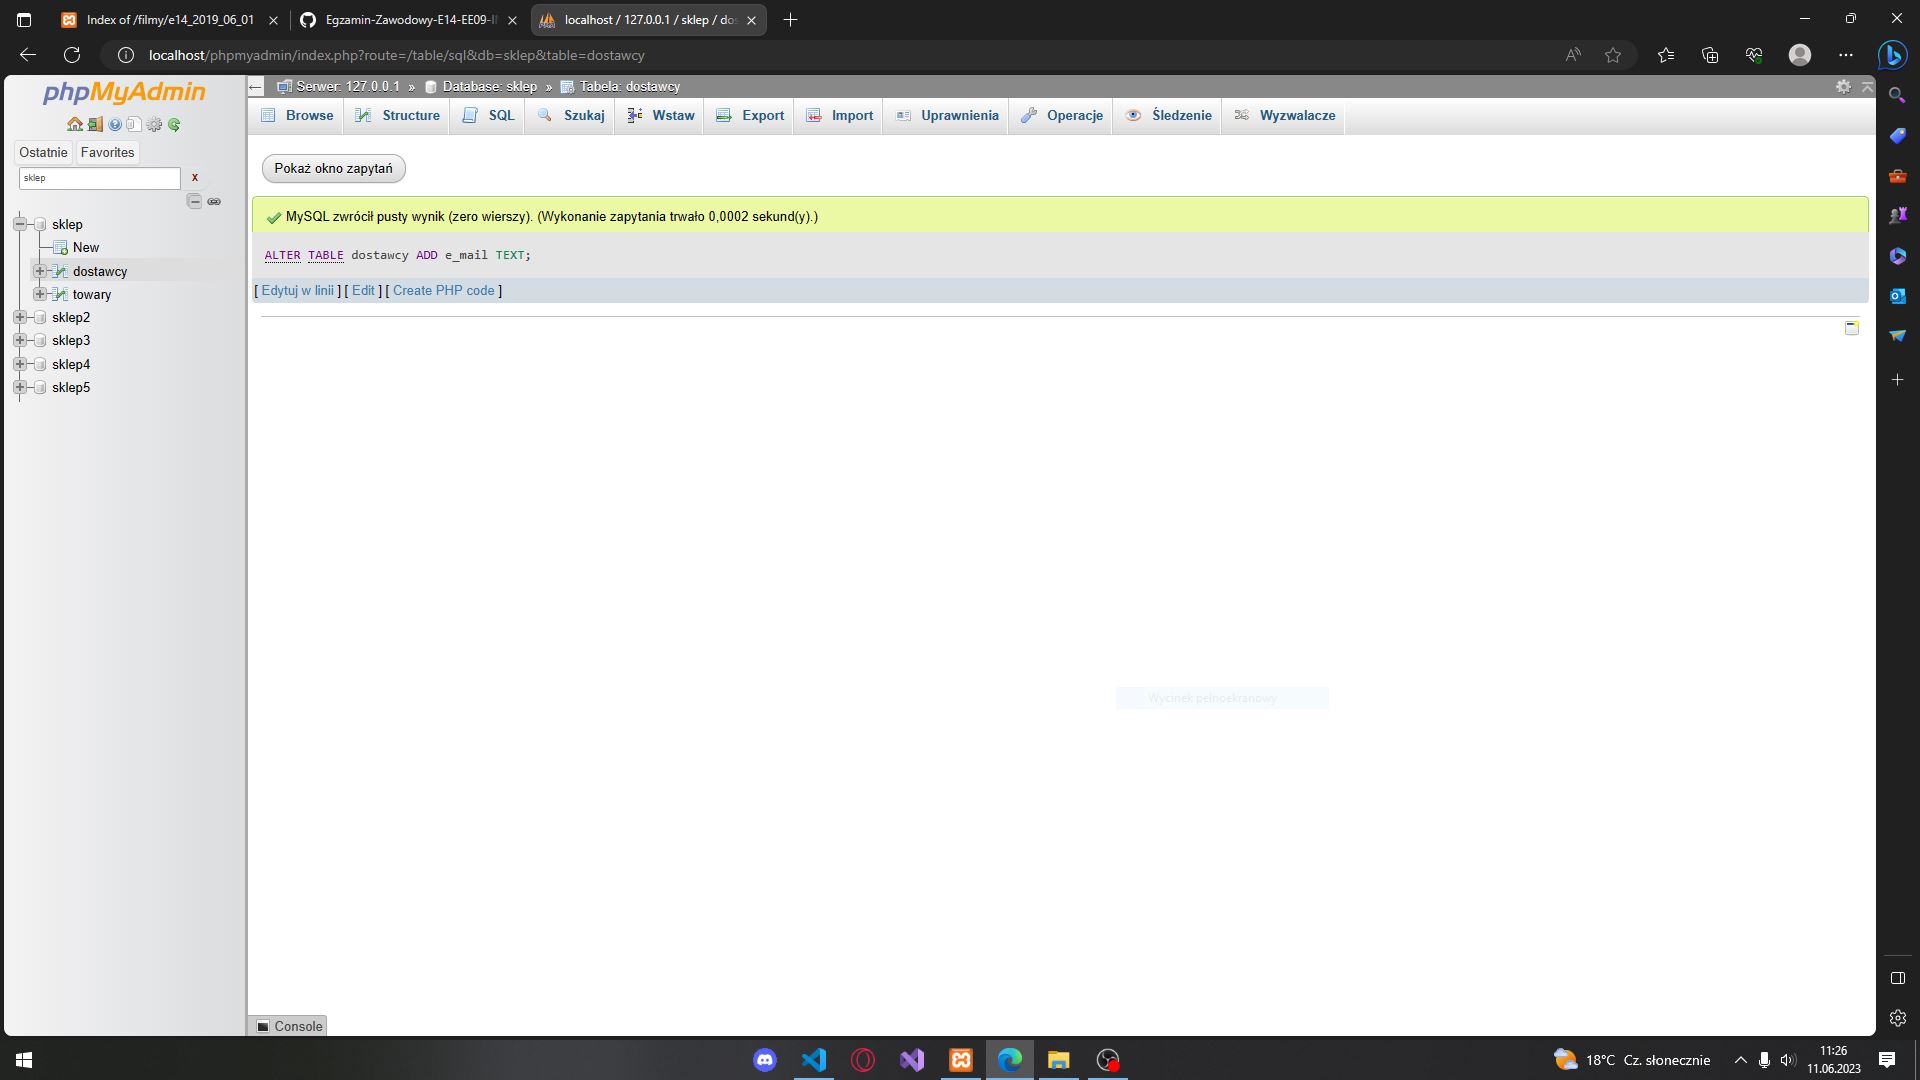 Index of /filmy/e14_2019_06_01
Egzamin-Zawodowy-E14-EE09-II
localhost / 127.0.0.1 / sklep / dos
localhost/phpmyadmin/index.php?route=/table/sql&db=sklep&table=dostawcy
phpMyAdmin
Serwer: 127.0.0.1 » Database: sklep » Tabela: dostawcy
Browse Structure SQL Szukaj Wstaw Export Import Uprawnienia Operacje Śledzenie Wyzwalacze
Ostatnie Favorites
sklep X
Pokaż okno zapytań
MySQL zwrócił pusty wynik (zero wierszy). (Wykonanie zapytania trwało 0,0002 sekund(y).)
ALTER TABLE dostawcy ADD e_mail TEXT;
[ Edytuj w linii ] [ Edit ] [ Create PHP code ]
sklep
New
dostawcy
towary
sklep2
sklep3
sklep4
sklep5
Wycinek pełnoekranowy
Console
18°C Cz. słonecznie
11:26
11.06.2023